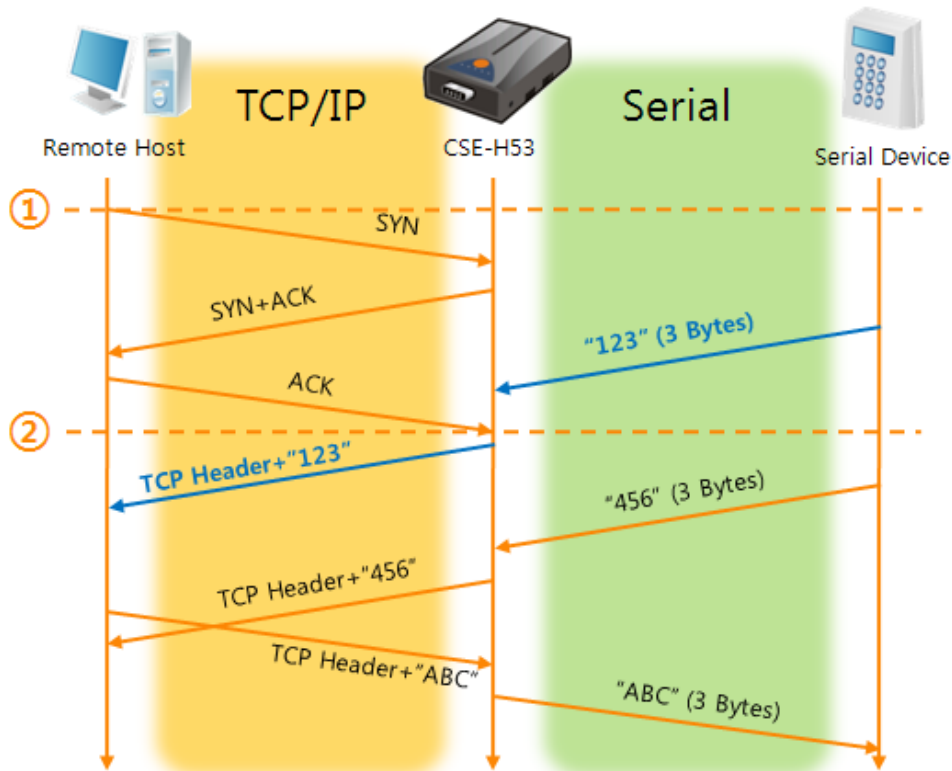 TCP/IP
Serial
Remote Host
CSE-H53
Serial Device
①
SYN
SYN+ACK
“123” (3 Bytes)
ACK
②
TCP Header+“123”
“456” (3 Bytes)
TCP Header+“456”
TCP Header+“ABC”
“ABC” (3 Bytes)